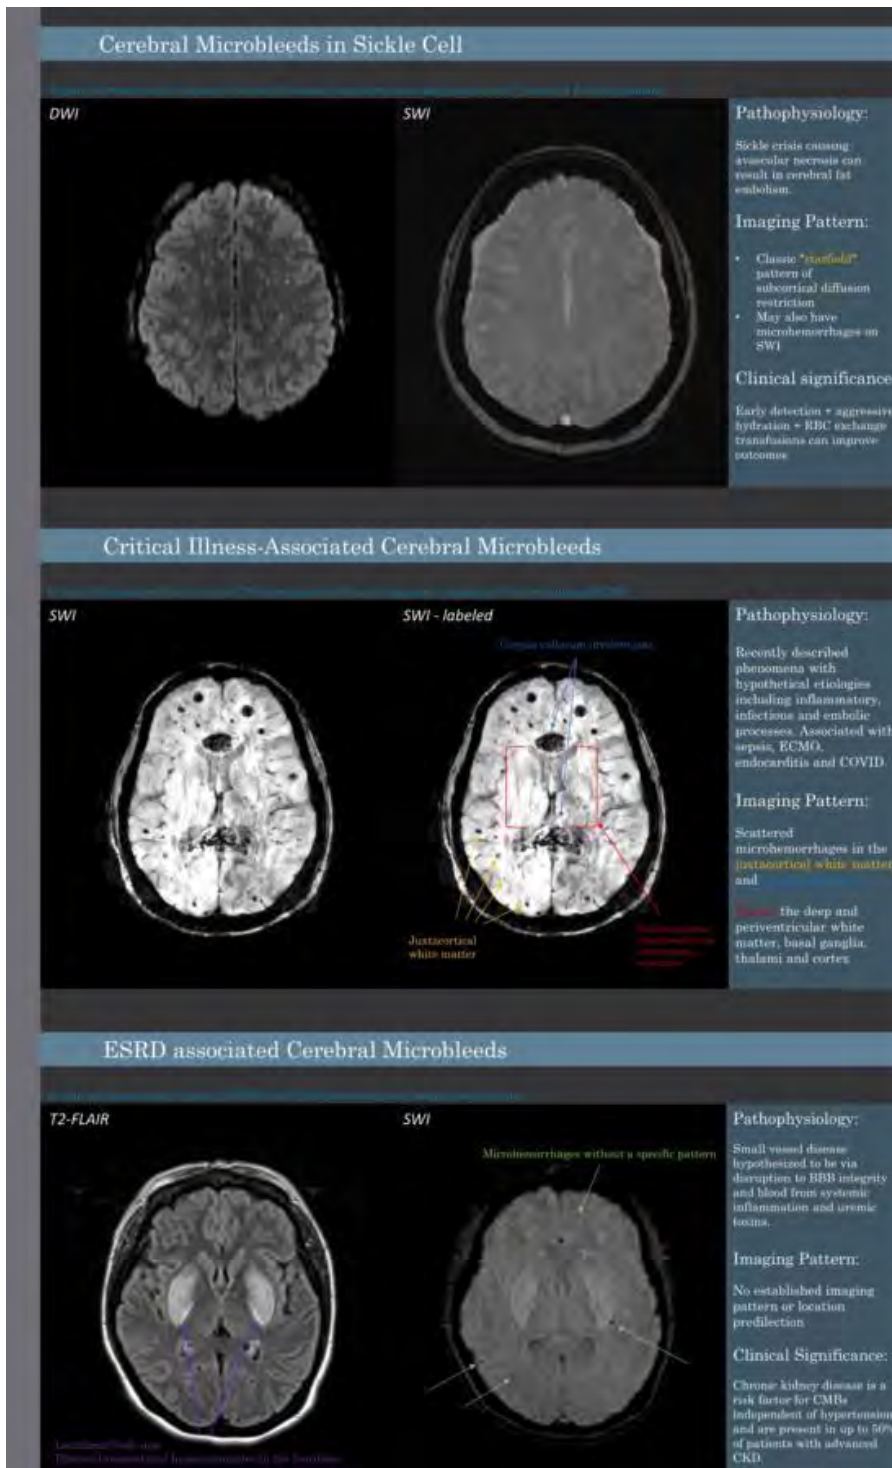 Cerebral Microbleeds in Sickle Cell
DWI
SWI
Pathophysiology:
Sickle crisis causing
avascular necrosis can
result in cerebral fat
embolism.
Imaging Pattern:
• Classic "starfield"
pattern of
subcortical diffusion
restriction
• May also have
microhemorrhages on
SWI
Clinical significance
Early detection + aggressive
hydration + RBC exchange
transfusions can improve
outcomes
Critical Illness-Associated Cerebral Microbleeds
SWI
SWI - labeled
Corpus callosum involvement
Juxtacortical
white matter
Pathophysiology:
Recently described
phenomena with
hypothetical etiologies
including inflammatory,
infectious and embolic
processes. Associated with
sepsis, ECMO,
endocarditis and COVID
Imaging Pattern:
Scattered
microhemorrhages in the
juxtacortical white matter
and
the deep and
periventricular white
matter, basal ganglia,
thalami and cortex
ESRD associated Cerebral Microbleeds
T2-FLAIR
SWI
Microhemorrhages without a specific pattern
Pathophysiology:
Small vessel disease
hypothesized to be via
disruption to BBB integrity
and blood from systemic
inflammation and uremic
toxins.
Imaging Pattern:
No established imaging
pattern or location
predilection
Clinical Significance:
Chronic kidney disease is a
risk factor for CMBs
independent of hypertension
and are present in up to 50%
of patients with advanced
CKD.